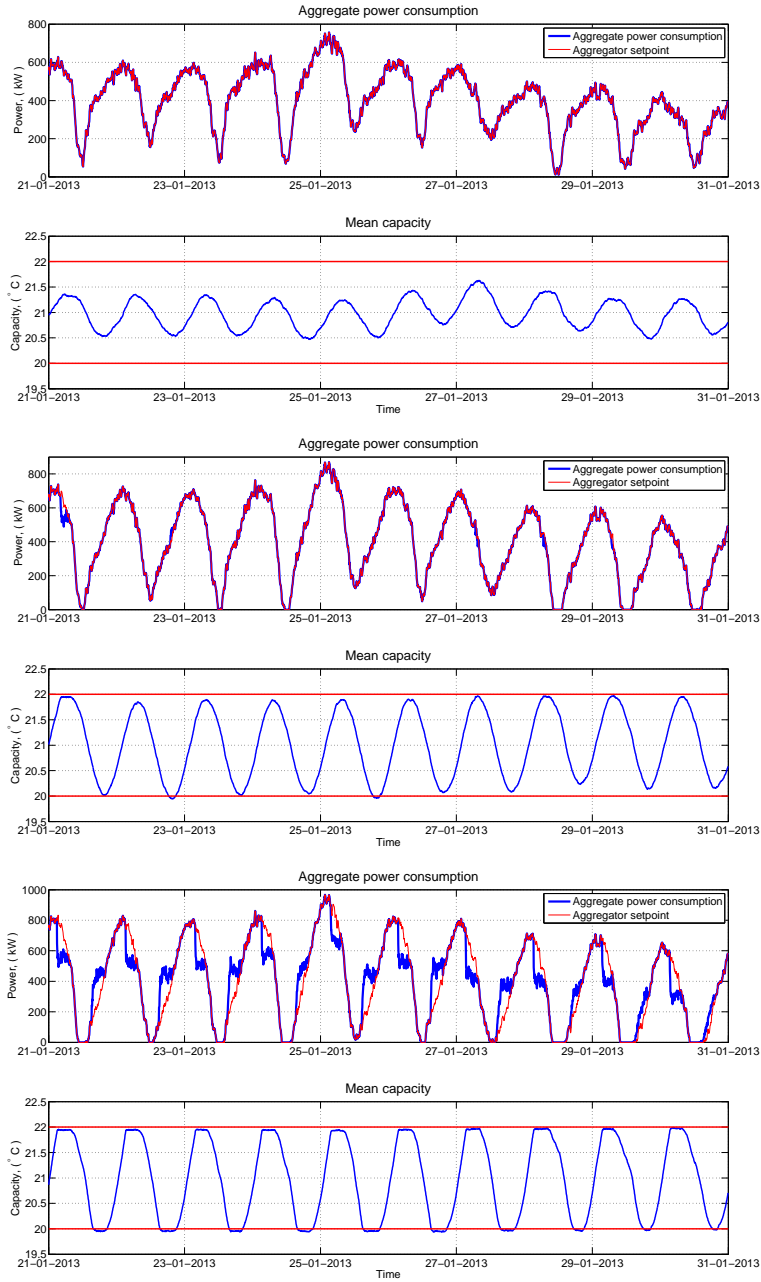 Aggregate power consumption
Power, ( kW )
800
600
400
200
0
Aggregate power consumption
Aggregator setpoint
21−01−2013 23−01−2013 25−01−2013 27−01−2013 29−01−2013 31−01−2013
Mean capacity
Capacity, ( ° C )
22.5
22
21.5
21
20.5
20
19.5
21−01−2013 23−01−2013 25−01−2013 27−01−2013 29−01−2013 31−01−2013
Time
Aggregate power consumption
Power, ( kW )
800
600
400
200
0
Aggregate power consumption
Aggregator setpoint
21−01−2013 23−01−2013 25−01−2013 27−01−2013 29−01−2013 31−01−2013
Mean capacity
Capacity, ( ° C )
22.5
22
21.5
21
20.5
20
19.5
21−01−2013 23−01−2013 25−01−2013 27−01−2013 29−01−2013 31−01−2013
Time
Aggregate power consumption
Power, ( kW )
1000
800
600
400
200
0
Aggregate power consumption
Aggregator setpoint
21−01−2013 23−01−2013 25−01−2013 27−01−2013 29−01−2013 31−01−2013
Mean capacity
Capacity, ( ° C )
22.5
22
21.5
21
20.5
20
19.5
21−01−2013 23−01−2013 25−01−2013 27−01−2013 29−01−2013 31−01−2013
Time